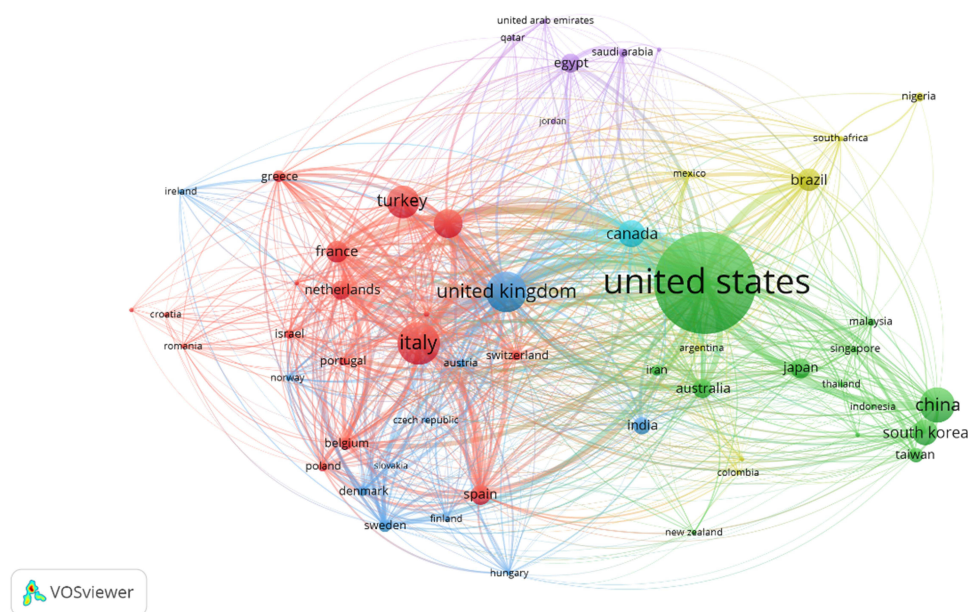 united arab emirates
qatar
saudi arabia
egypt
nigeria
jordan
south africa
mexico
brazil
greece
ireland
turkey
canada
france
united states
netherlands
united kingdom
croatia
malaysia
israel
italy
romania
argentina
singapore
switzerland
portugal
austria
iran
japan
norway
thailand
australia
china
indonesia
czech republic
india
south korea
belgium
taiwan
poland
slovakia
colombia
denmark
spain
finland
sweden
new zealand
hungary
VOSviewer